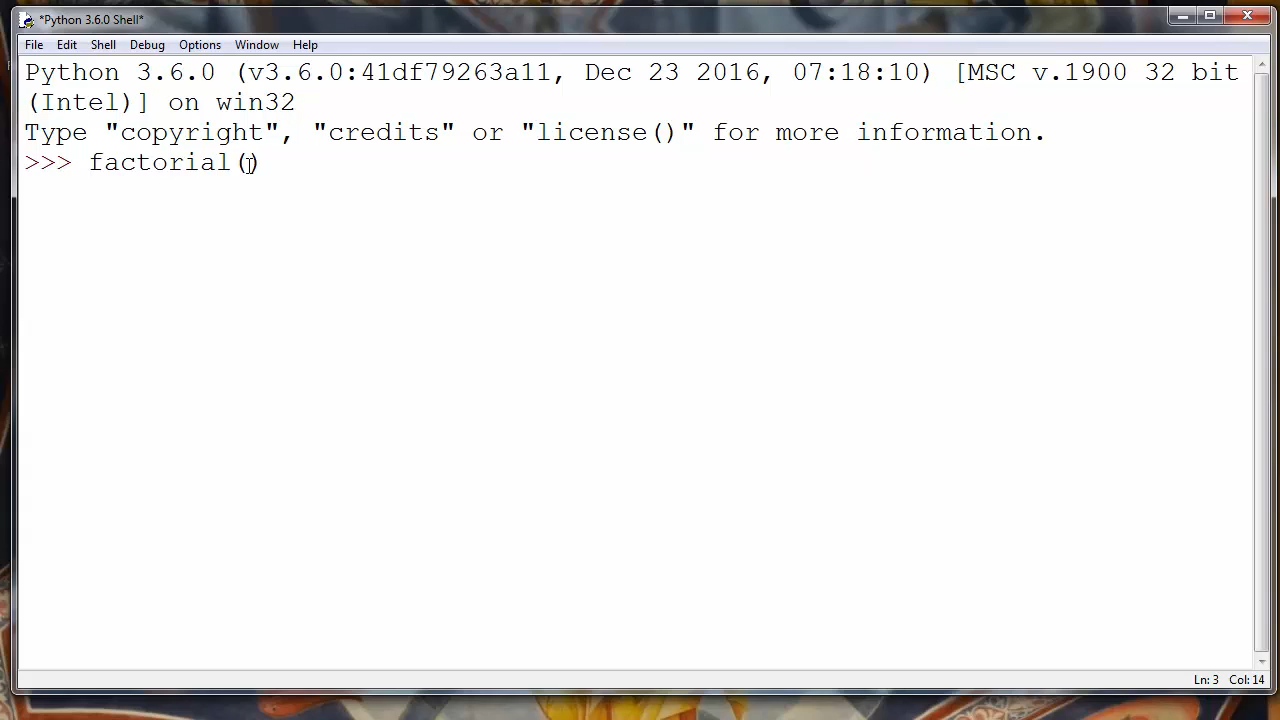 *Python 3.6.0 Shell*
File Edit Shell Debug Options Window Help
Python 3.6.0 (v3.6.0:41df79263a11, Dec 23 2016, 07:18:10) [MSC v.1900 32 bit
(Intel)] on win32
Type "copyright", "credits" or "license()" for more information.
>>> factorial()
Ln: 3 Col: 14